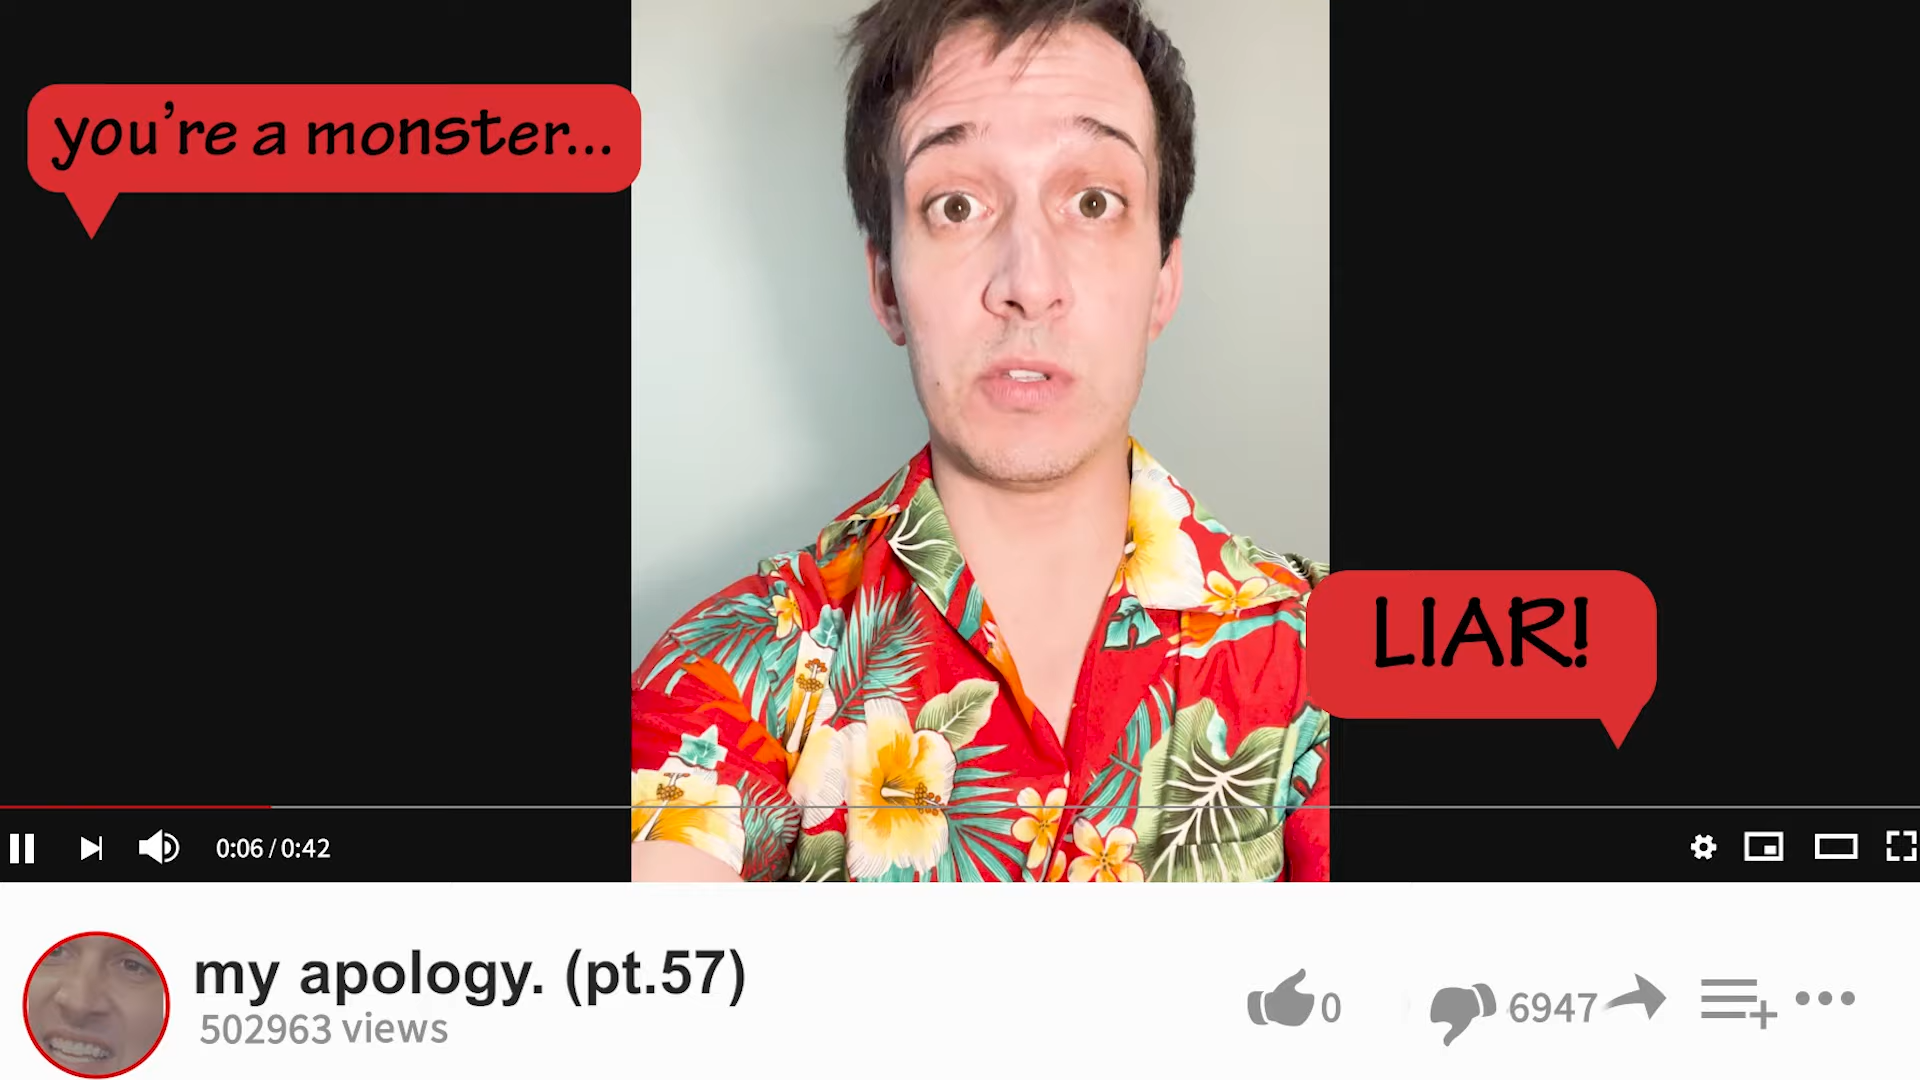 you're a monster...
LIAR!
0:06 / 0:42
my apology. (pt.57)
502963 views
0
6947